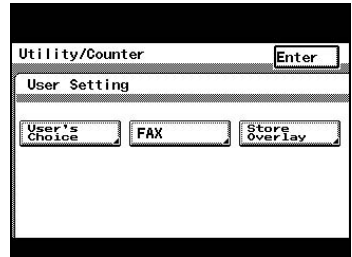 Utility/Counter
Enter
User Setting
User's
Choice
FAX
Store
Overlay